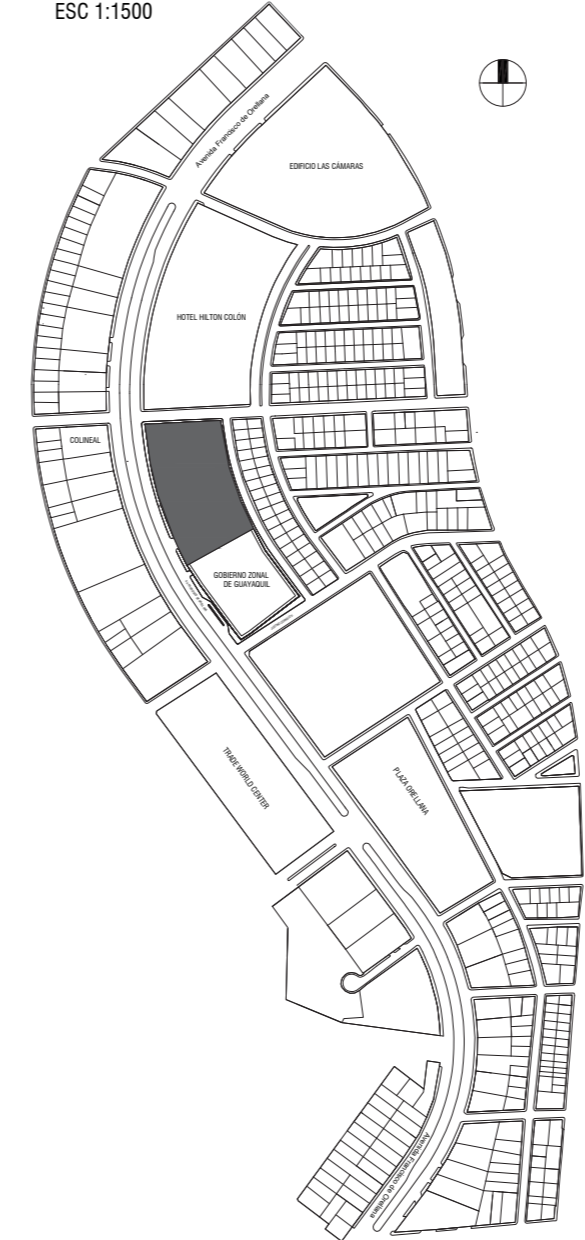 ESC 1:1500
Avenida Francisco de Orellana
EDIFICIO LAS CÁMARAS
HOTEL HILTON COLÓN
COLINEAL
GOBIERNO ZONAL
DE GUAYAQUIL
TRADE WORLD CENTER
PLAZA ORELLANA
Avenida Francisco de Orellana